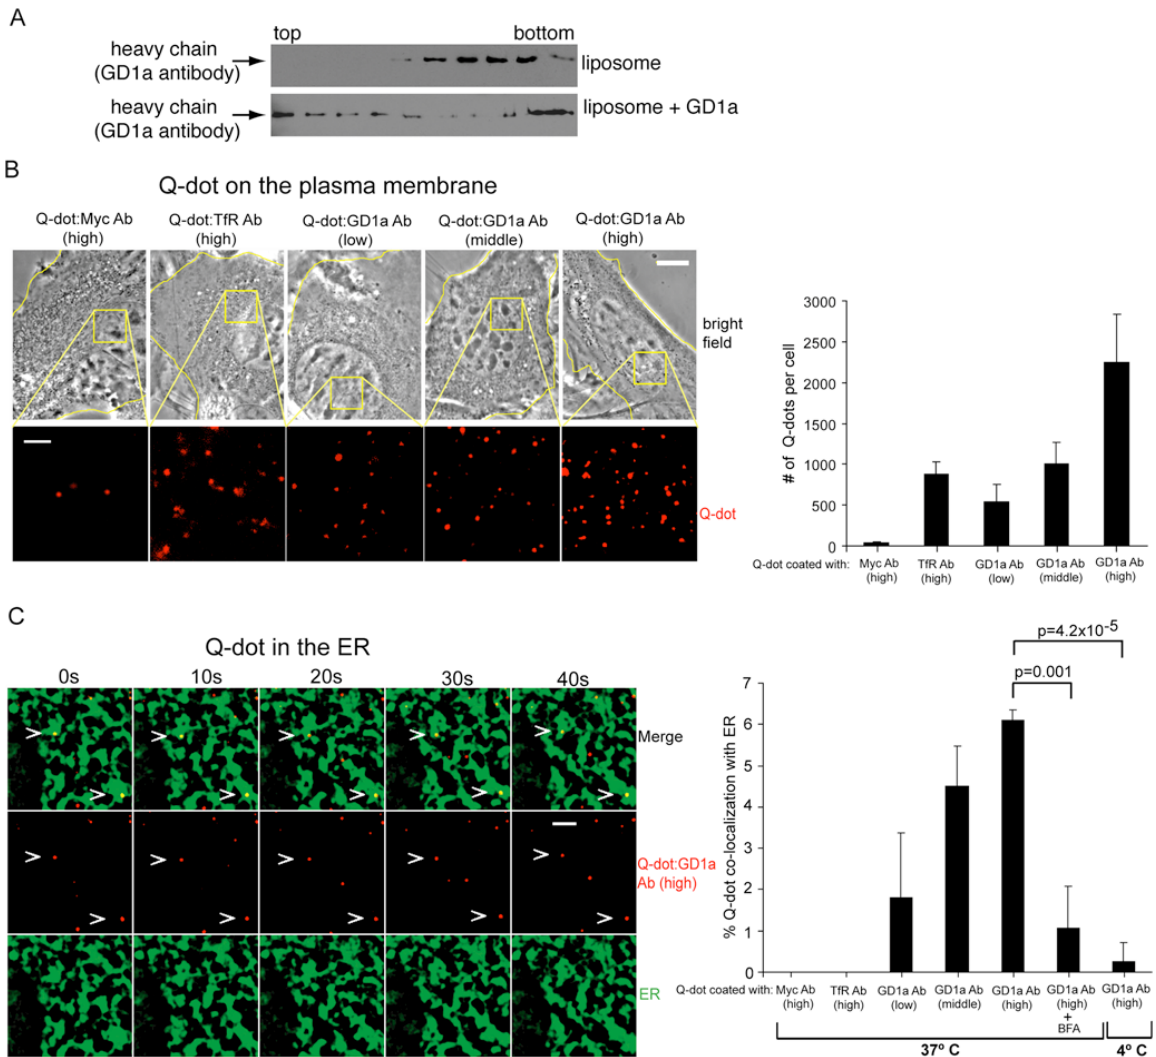 A
top
bottom
heavy chain
(GD1a antibody)
liposome
heavy chain
(GD1a antibody)
liposome + GD1a
B
Q-dot on the plasma membrane
Q-dot:Myc Ab
(high)
Q-dot:TfR Ab
(high)
Q-dot:GD1a Ab
(low)
Q-dot:GD1a Ab
(middle)
Q-dot:GD1a Ab
(high)
bright
field
Q-dot
# of Q-dots per cell
3000
2500
2000
1500
1000
500
0
Q-dot coated with:
Myc Ab
(high)
TfR Ab
(high)
GD1a Ab
(low)
GD1a Ab
(middle)
GD1a Ab
(high)
C
Q-dot in the ER
0s
10s
20s
30s
40s
Merge
Q-dot:GD1a
Ab (high)
ER
p=4.2x10-5
p=0.001
% Q-dot co-localization with ER
7
6
5
4
3
2
1
0
Q-dot coated with:
Myc Ab
(high)
TfR Ab
(high)
GD1a Ab
(low)
GD1a Ab
(middle)
GD1a Ab
(high)
GD1a Ab
(high)
+
BFA
GD1a Ab
(high)
37º C
4º C